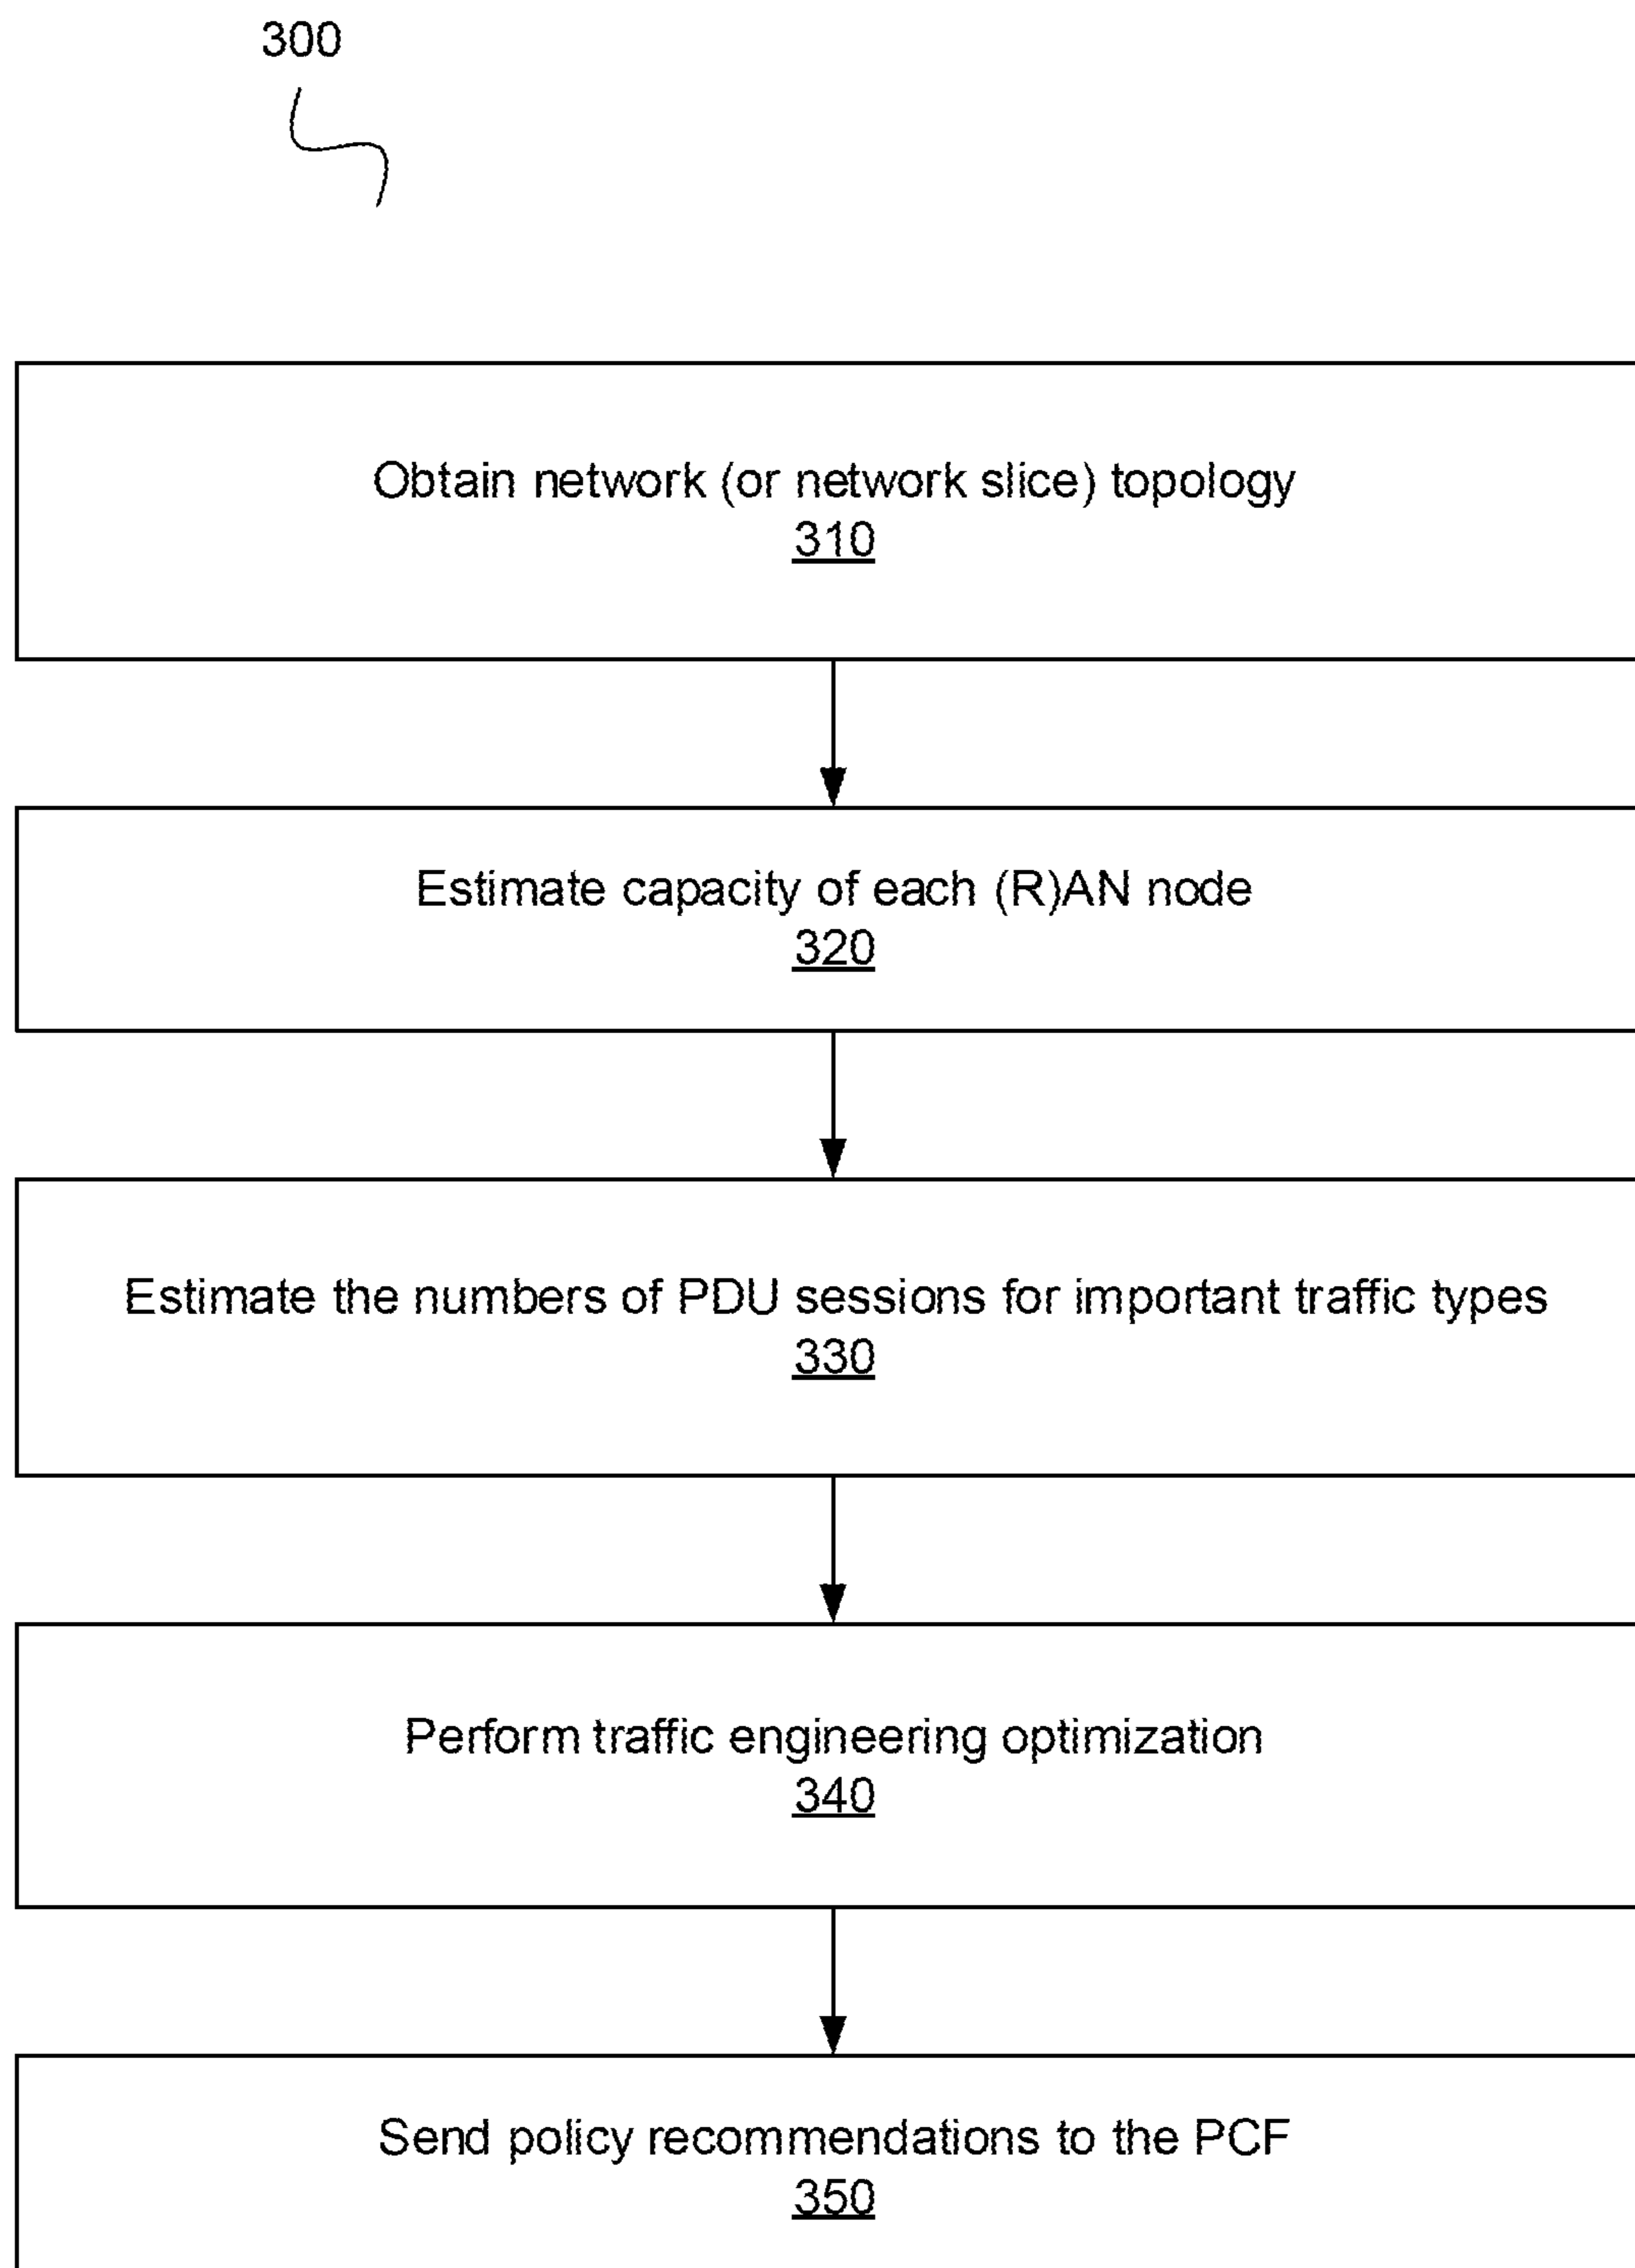 300
Obtain network (or network slice) topology
310
Estimate capacity of each (R)AN node
320
Estimate the numbers of PDU sessions for important traffic types
330
Perform traffic engineering optimization
340
Send policy recommendations to the PCF
350